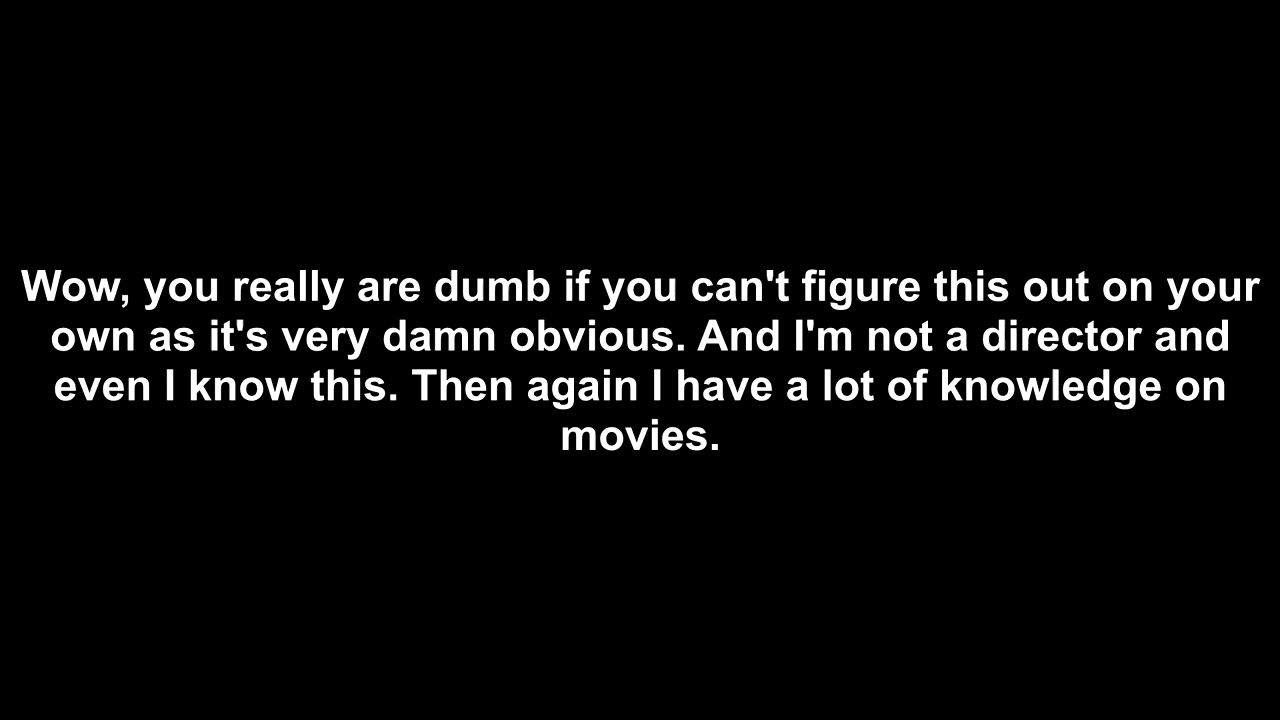 Wow, you really are dumb if you can't figure this out on your
own as it's very damn obvious. And I'm not a director and
even I know this. Then again I have a lot of knowledge on
movies.